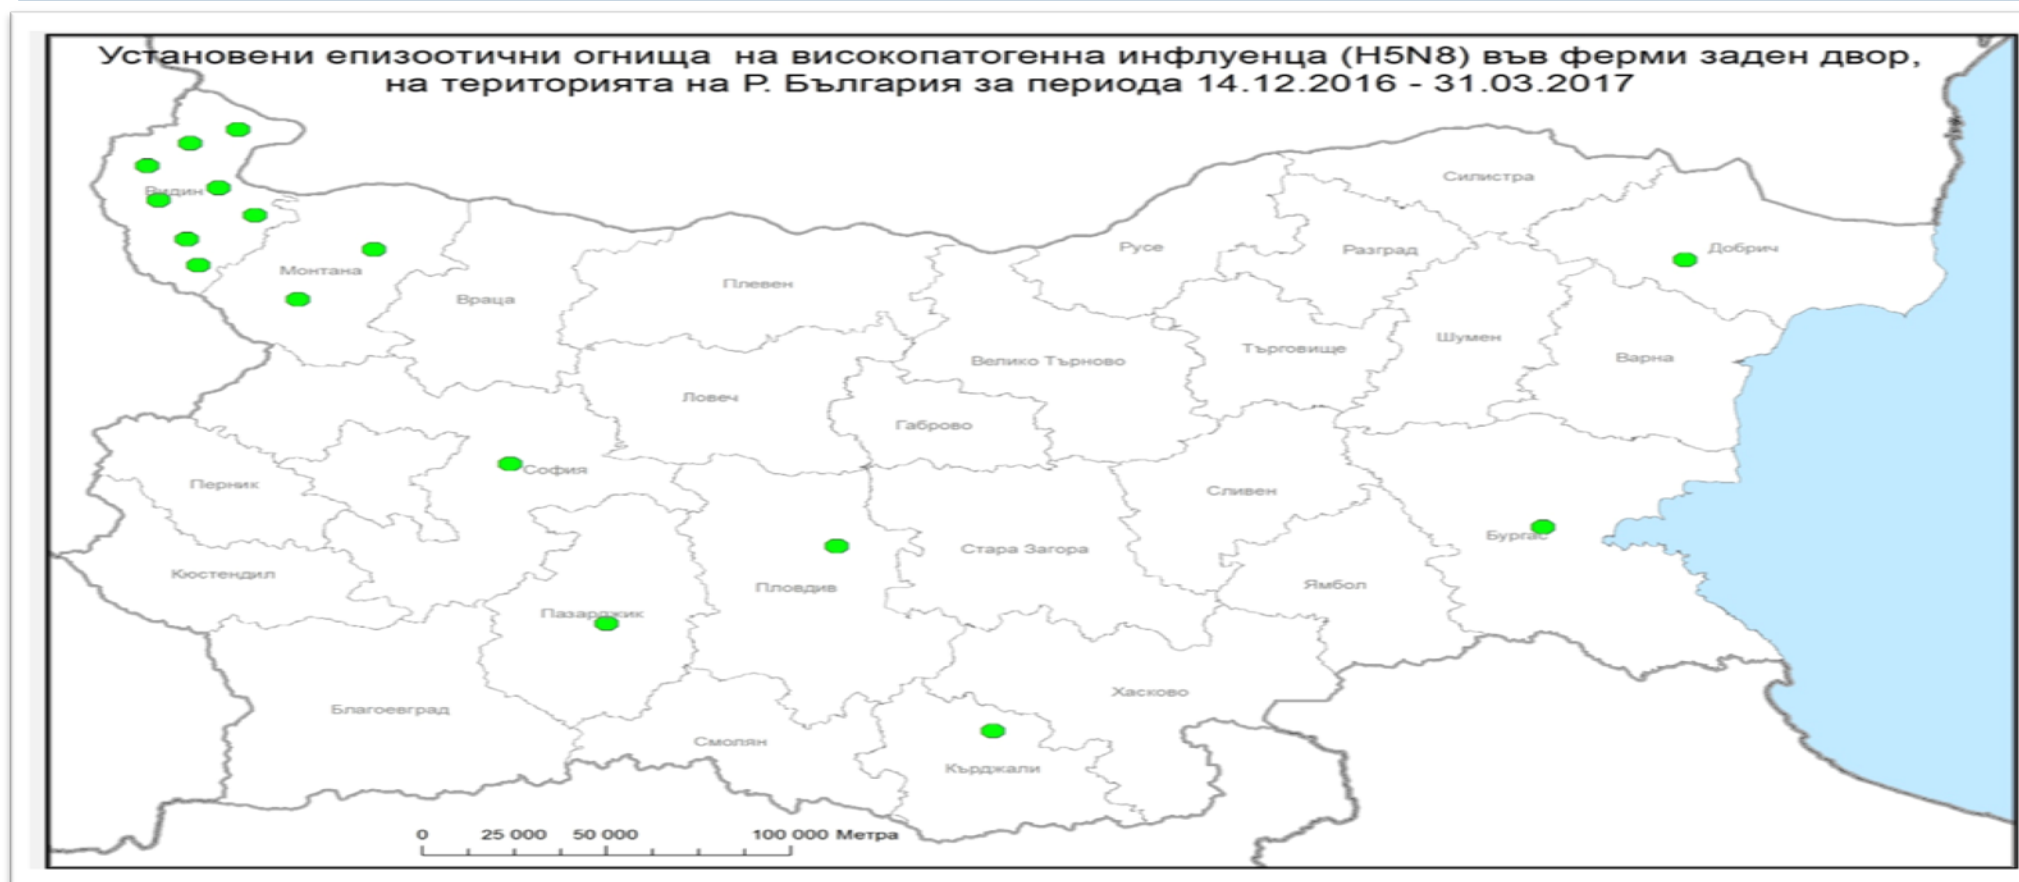 Установени епизоотични огнища на високопатогенна инфлуенца (H5N8) във ферми заден двор,
на територията на Р. България за периода 14.12.2016 - 31.03.2017
Видин
Силистра
Русе
Разград
Добрич
Монтана
Враца
Плевен
Велико Търново
Търговище
Шумен
Варна
Ловеч
Габрово
София
Перник
Сливен
Бургас
Кюстендил
Стара Загора
Пловдив
Ямбол
Пазарджик
Благоевград
Хасково
Смолян
Кърджали
0 25 000 50 000 100 000 Метра